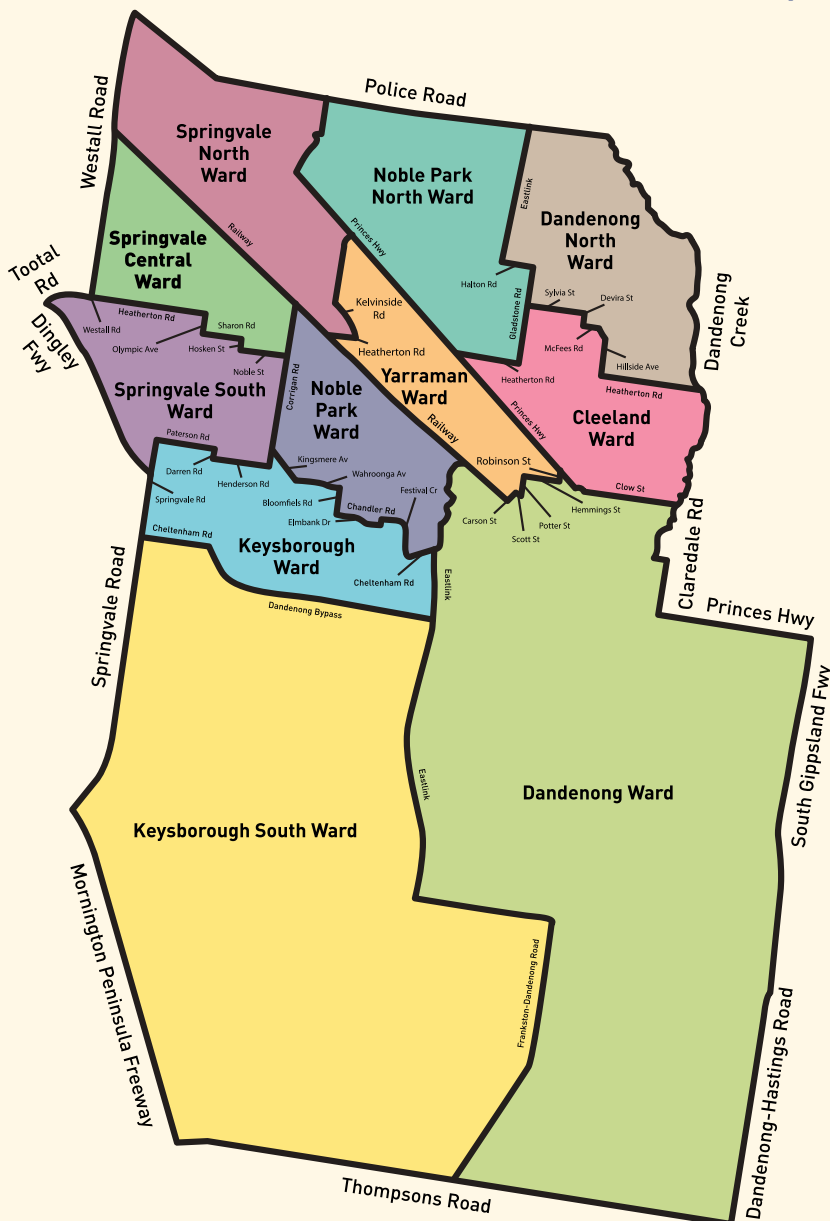 Police Road
Westall Road
Springvale
North
Ward
Noble Park
North Ward
Eastlink
Dandenong
North
Ward
Railway
Princes Hwy
Springvale
Central
Ward
Tootal
Rd
Dingley
Fwy
Halton Rd
Gladstone Rd
Sylvia St
Devira St
McFees Rd
Hillside Ave
Dandenong
Creek
Heatherton Rd
Westall Rd
Olympic Ave
Sharon Rd
Hosken St
Noble St
Kelvinside
Rd
Heatherton Rd
Yarraman
Ward
Heatherton Rd
Heatherton Rd
Springvale South
Ward
Corrigan Rd
Noble
Park
Ward
Railway
Princes Hwy
Cleeland
Ward
Paterson Rd
Darren Rd
Henderson Rd
Springvale Rd
Kingsmere Av
Wahroonga Av
Bloomfiels Rd
Festival Cr
Chandler Rd
Elmbank Dr
Robinson St
Clow St
Hemmings St
Carson St
Potter St
Scott St
Cheltenham Rd
Keysborough
Ward
Cheltenham Rd
Claredale Rd
Eastlink
Dandenong Bypass
Princes Hwy
Springvale Road
South Gippsland Fwy
Eastlink
Dandenong Ward
Keysborough South Ward
Mornington Peninsula Freeway
Frankston-Dandenong Road
Dandenong-Hastings Road
Thompsons Road